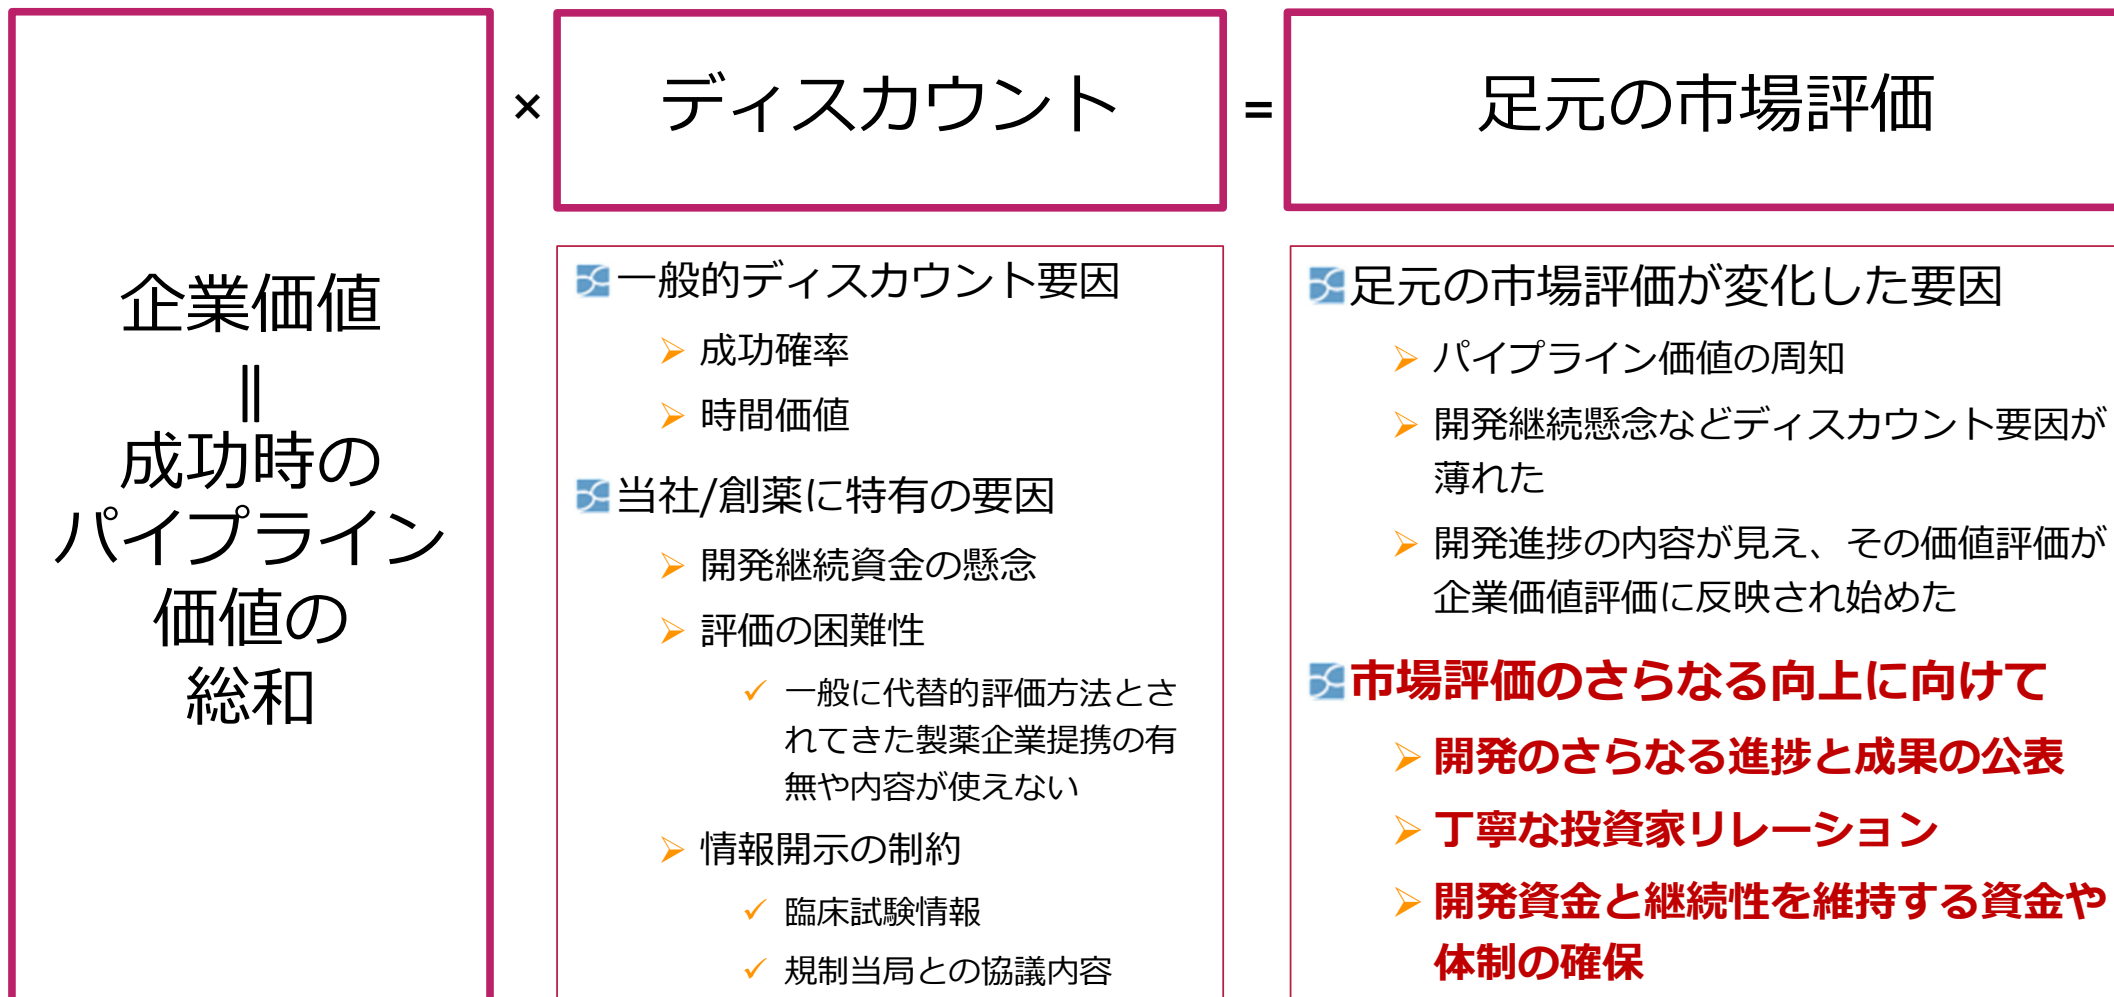 企業価値
||
成功時の
パイプライン
価値の
総和
×
ディスカウント
=
足元の市場評価
一般的ディスカウント要因
成功確率
時間価値
当社/創薬に特有の要因
開発継続資金の懸念
評価の困難性
一般に代替的評価方法とさ
れてきた製薬企業提携の有
無や内容が使えない
情報開示の制約
臨床試験情報
規制当局との協議内容
足元の市場評価が変化した要因
パイプライン価値の周知
開発継続懸念などディスカウント要因が
薄れた
開発進捗の内容が見え、その価値評価が
企業価値評価に反映され始めた
市場評価のさらなる向上に向けて
開発のさらなる進捗と成果の公表
丁寧な投資家リレーション
開発資金と継続性を維持する資金や
体制の確保